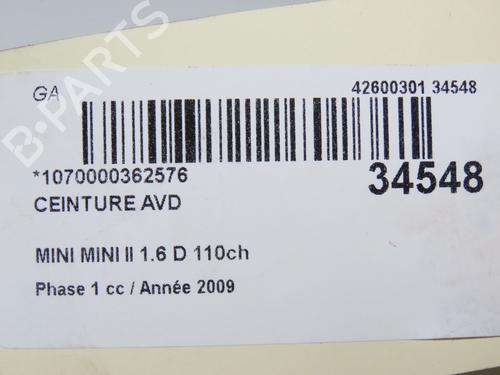 GA
42600301 34548
*1070000362576
34548
CEINTURE AVD
MINI MINI II 1.6 D 110ch
Phase 1 cc / Année 2009
B-PARTS